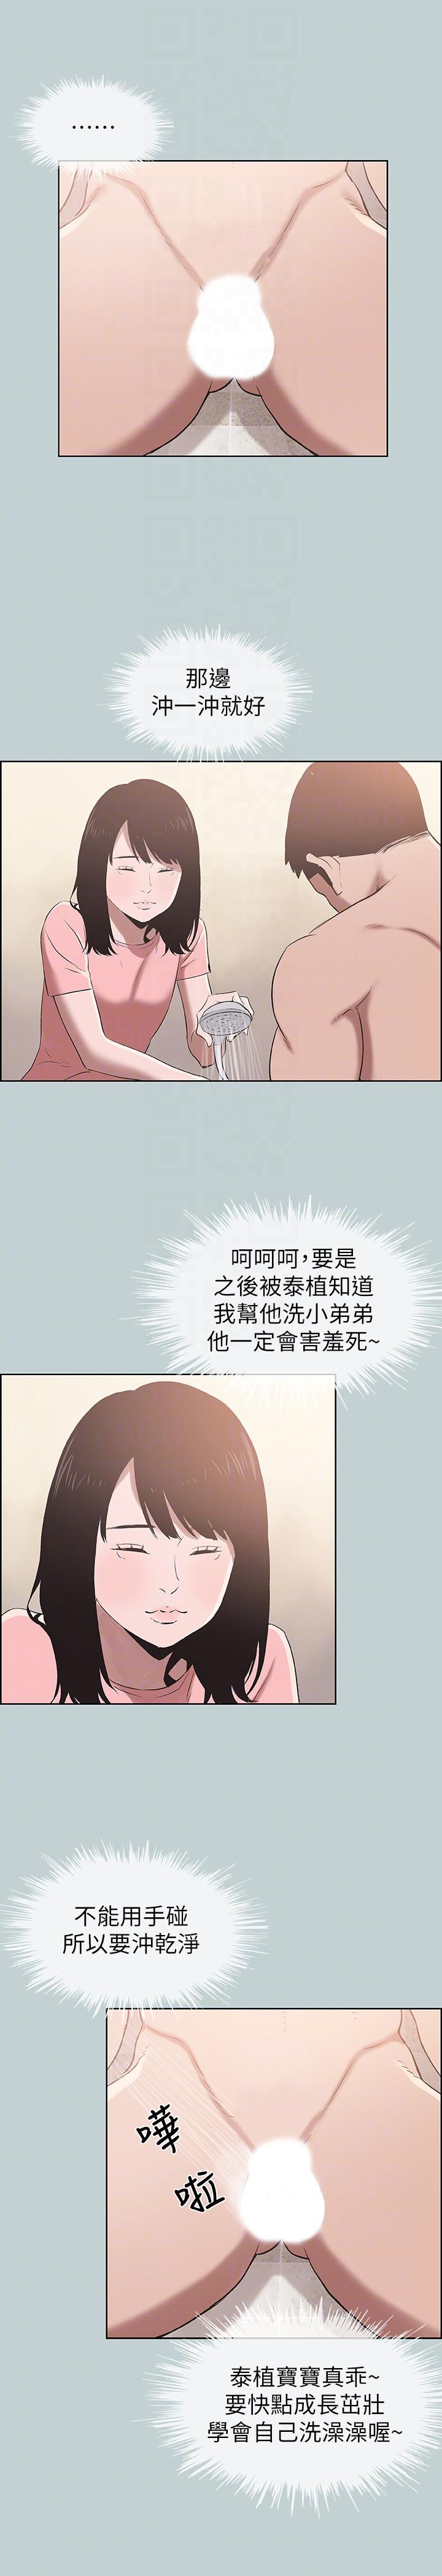 ……
那邊
沖一沖就好
呵呵呵，要是
之後被泰植知道
我幫他洗小弟弟
他一定會害羞死~
不能用手碰
所以要沖乾淨
嘩
啦
泰植寶寶真乖~
要快點成長茁壯
學會自己洗澡澡喔~